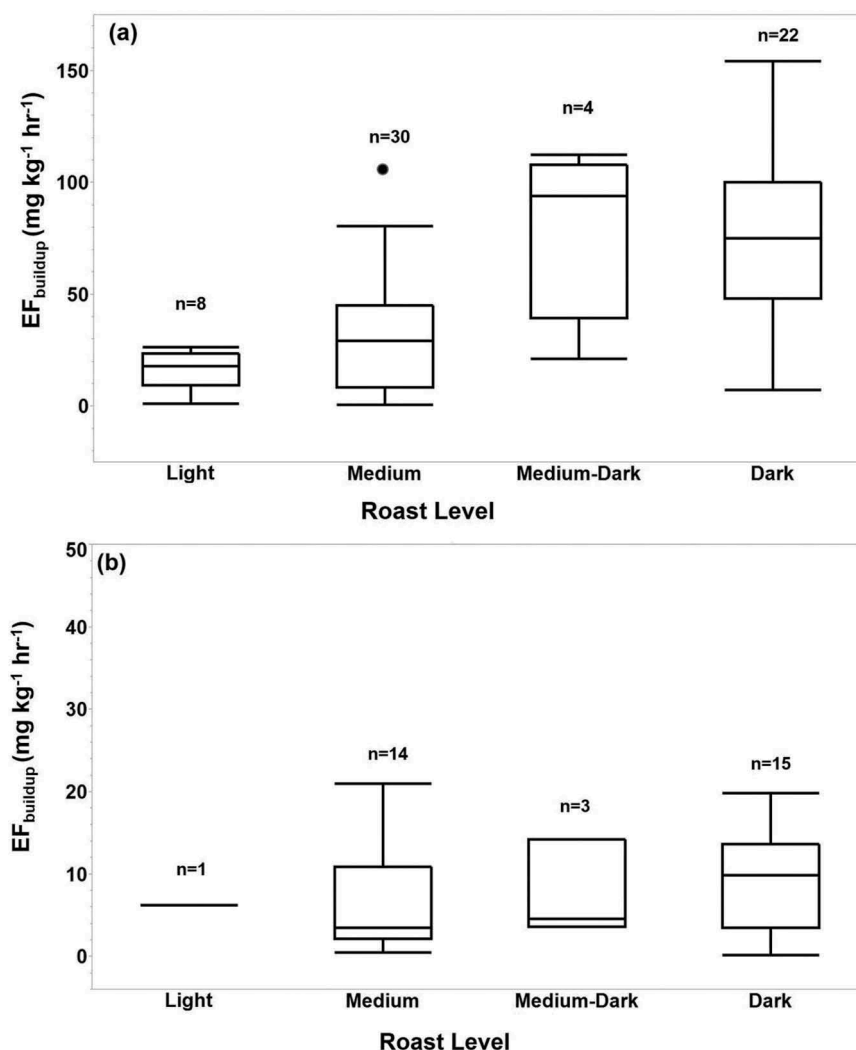 (a)
n=22
150
n=30
n=4
100
EF_buildup (mg kg⁻¹ hr⁻¹)
n=8
50
0
Light Medium Medium-Dark Dark
Roast Level
(b)
50
40
30
EF_buildup (mg kg⁻¹ hr⁻¹)
n=14
n=15
20
n=3
n=1
10
0
Light Medium Medium-Dark Dark
Roast Level